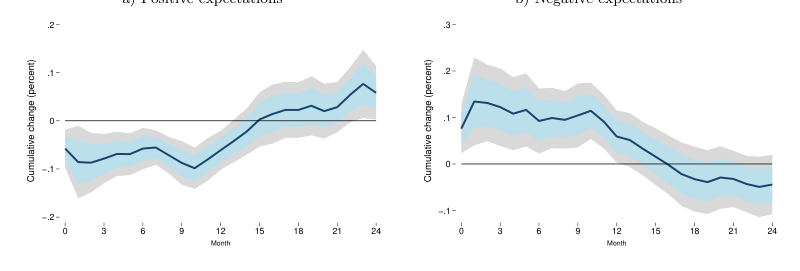 a) Positive expectations
b) Negative expectations
Cumulative change (percent)
.2
.1
0
-.1
-.2
0 3 6 9 12 15 18 21 24
Month
Cumulative change (percent)
.3
.2
.1
0
-.1
0 3 6 9 12 15 18 21 24
Month